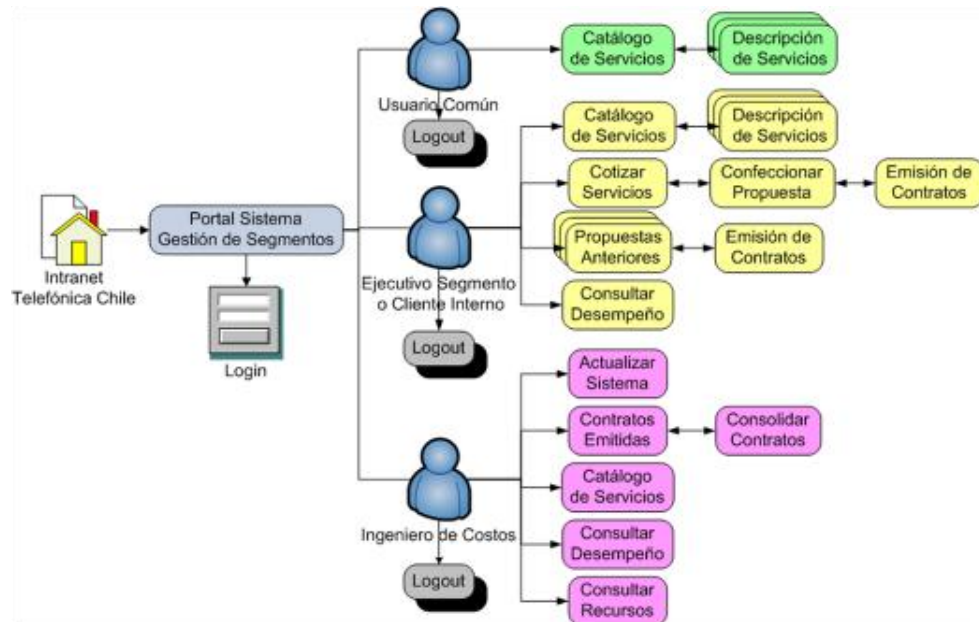 Catálogo
de Servicios
Descripción
de Servicios
Usuario Común
Logout
Catálogo
de Servicios
Descripción
de Servicios
Cotizar
Servicios
Confeccionar
Propuesta
Emisión de
Contratos
Portal Sistema
Gestión de Segmentos
Propuestas
Anteriores
Emisión de
Contratos
Intranet
Telefónica Chile
Ejecutivo Segmento
o Cliente Interno
Consultar
Desempeño
Login
Logout
Actualizar
Sistema
Contratos
Emitidas
Consolidar
Contratos
Catálogo
de Servicios
Ingeniero de Costos
Consultar
Desempeño
Logout
Consultar
Recursos